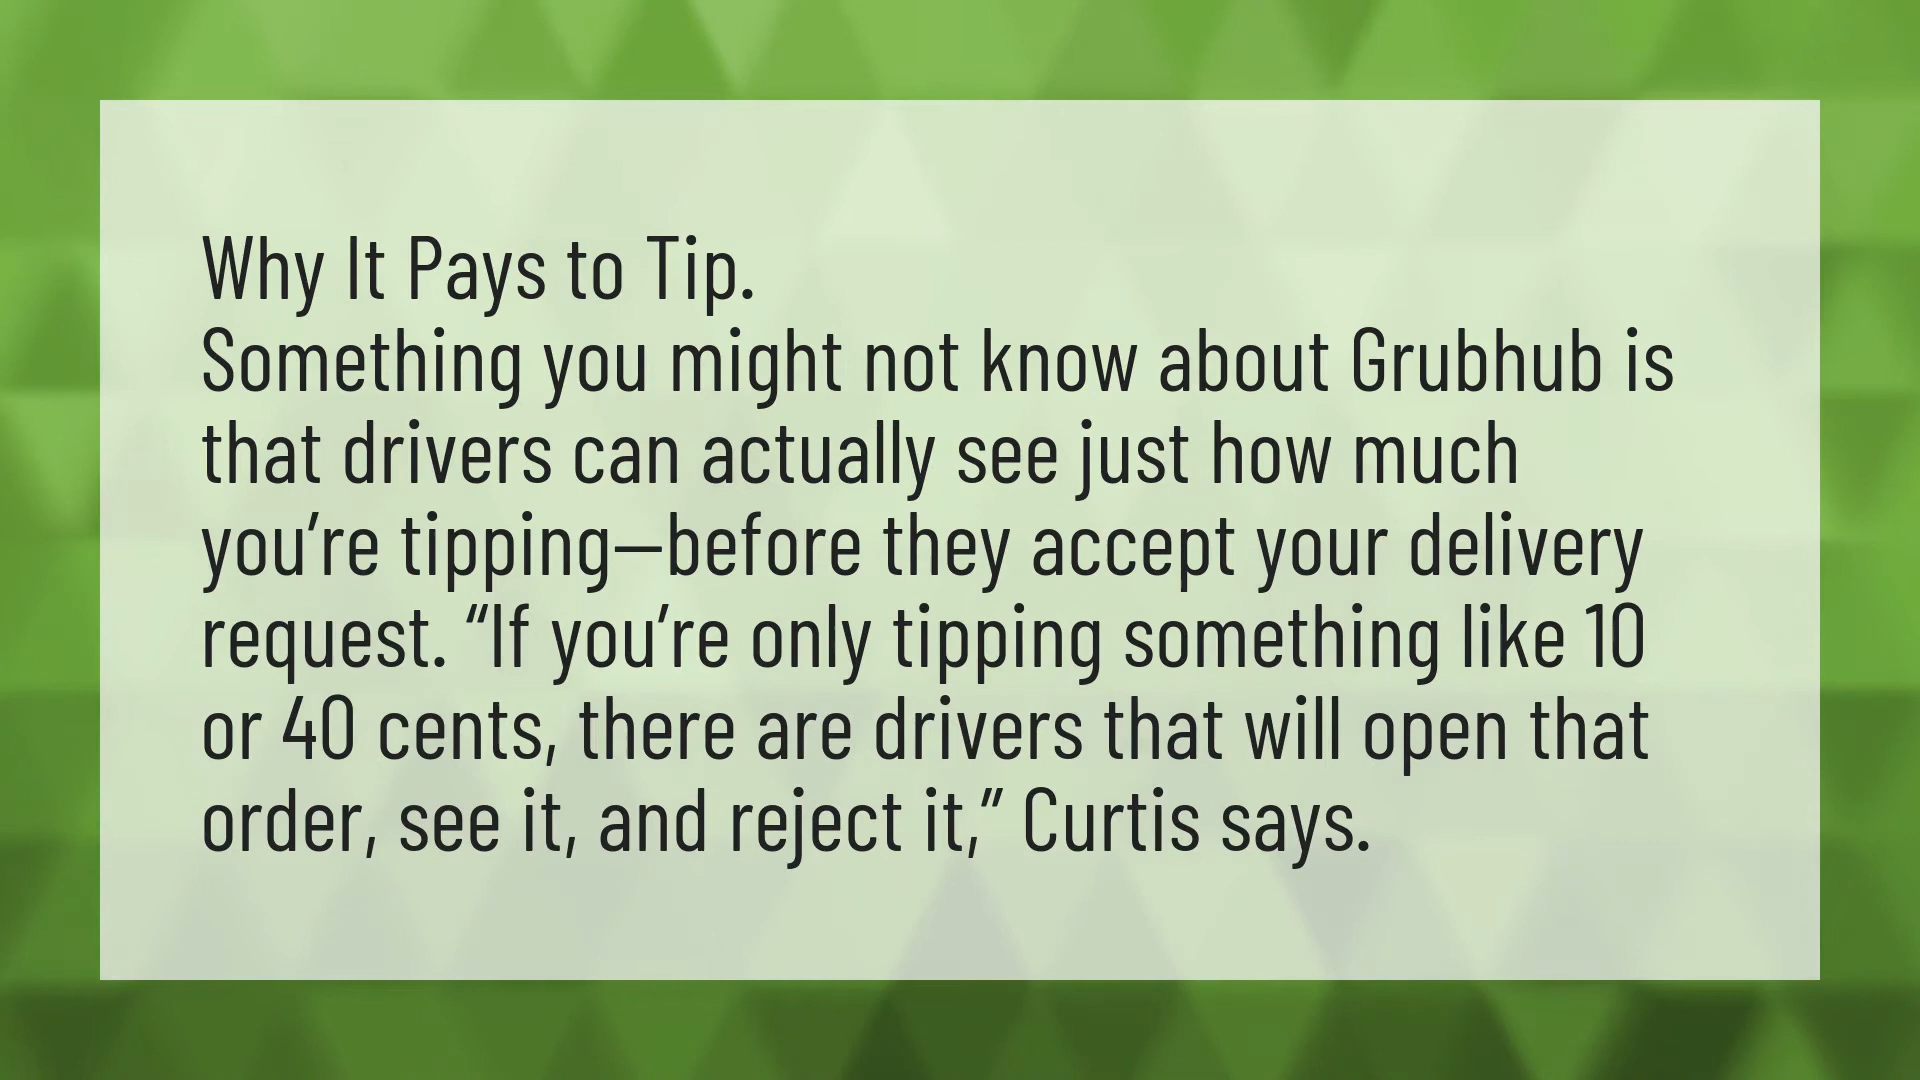 Why It Pays to Tip.
Something you might not know about Grubhub is
that drivers can actually see just how much
you’re tipping—before they accept your delivery
request. “If you’re only tipping something like 10
or 40 cents, there are drivers that will open that
order, see it, and reject it,” Curtis says.